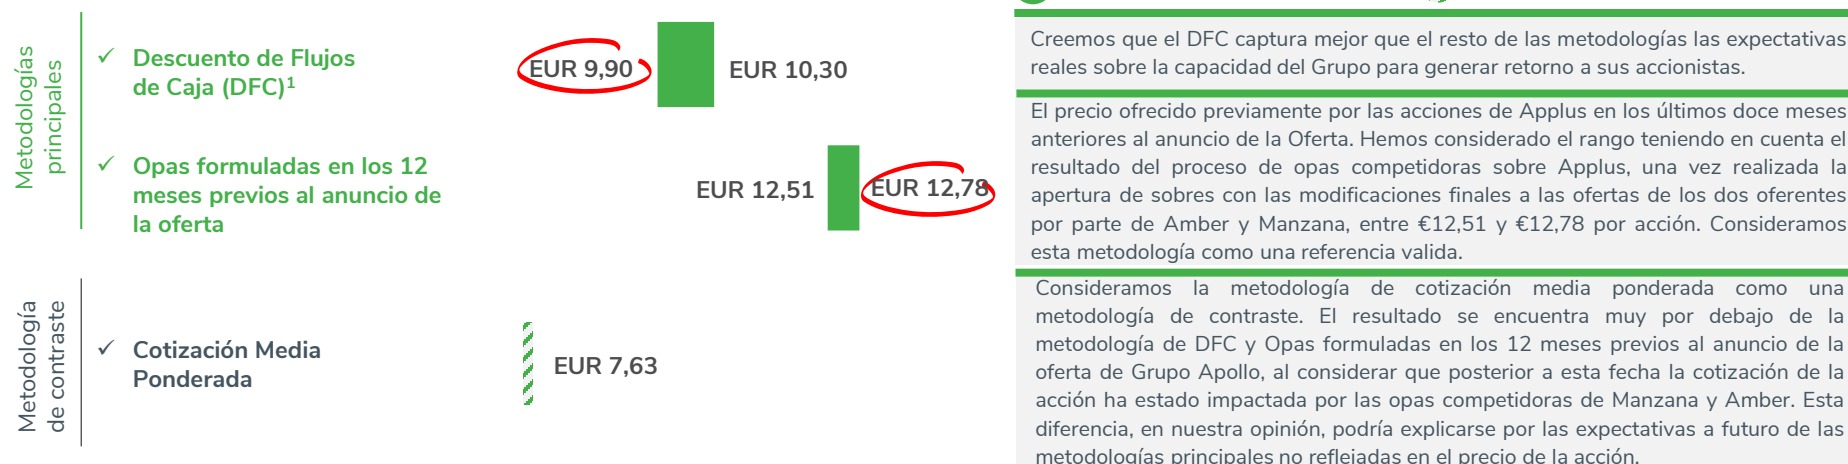 Metodologías
principales
✓ Descuento de Flujos
de Caja (DFC)¹
EUR 9,90
EUR 10,30
Creemos que el DFC captura mejor que el resto de las metodologías las expectativas
reales sobre la capacidad del Grupo para generar retorno a sus accionistas.
✓ Opas formuladas en los 12
meses previos al anuncio de
la oferta
EUR 12,51
EUR 12,78
El precio ofrecido previamente por las acciones de Applus en los últimos doce meses
anteriores al anuncio de la Oferta. Hemos considerado el rango teniendo en cuenta el
resultado del proceso de opas competidoras sobre Applus, una vez realizada la
apertura de sobres con las modificaciones finales a las ofertas de los dos oferentes
por parte de Amber y Manzana, entre €12,51 y €12,78 por acción. Consideramos
esta metodología como una referencia valida.
Metodología
de contraste
✓ Cotización Media
Ponderada
EUR 7,63
Consideramos la metodología de cotización media ponderada como una
metodología de contraste. El resultado se encuentra muy por debajo de la
metodología de DFC y Opas formuladas en los 12 meses previos al anuncio de la
oferta de Grupo Apollo, al considerar que posterior a esta fecha la cotización de la
acción ha estado impactada por las opas competidoras de Manzana y Amber. Esta
diferencia, en nuestra opinión, podría explicarse por las expectativas a futuro de las
metodologías principales no reflejadas en el precio de la acción.